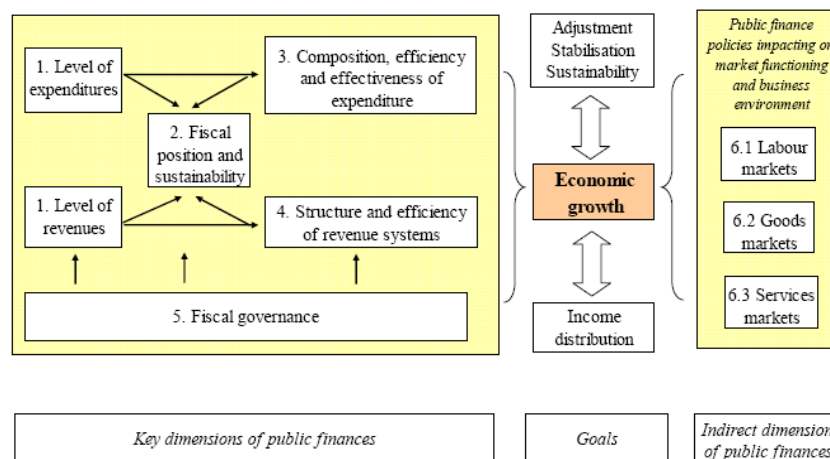 1. Level of
expenditures
3. Composition, efficiency
and effectiveness of
expenditure
2. Fiscal
position and
sustainability
1. Level of
revenues
4. Structure and efficiency
of revenue systems
5. Fiscal governance
Adjustment
Stabilisation
Sustainability
Economic
growth
Income
distribution
Public finance
policies impacting on
market functioning
and business
environment
6.1 Labour
markets
6.2 Goods
markets
6.3 Services
markets
Key dimensions of public finances
Goals
Indirect dimension
of public finances